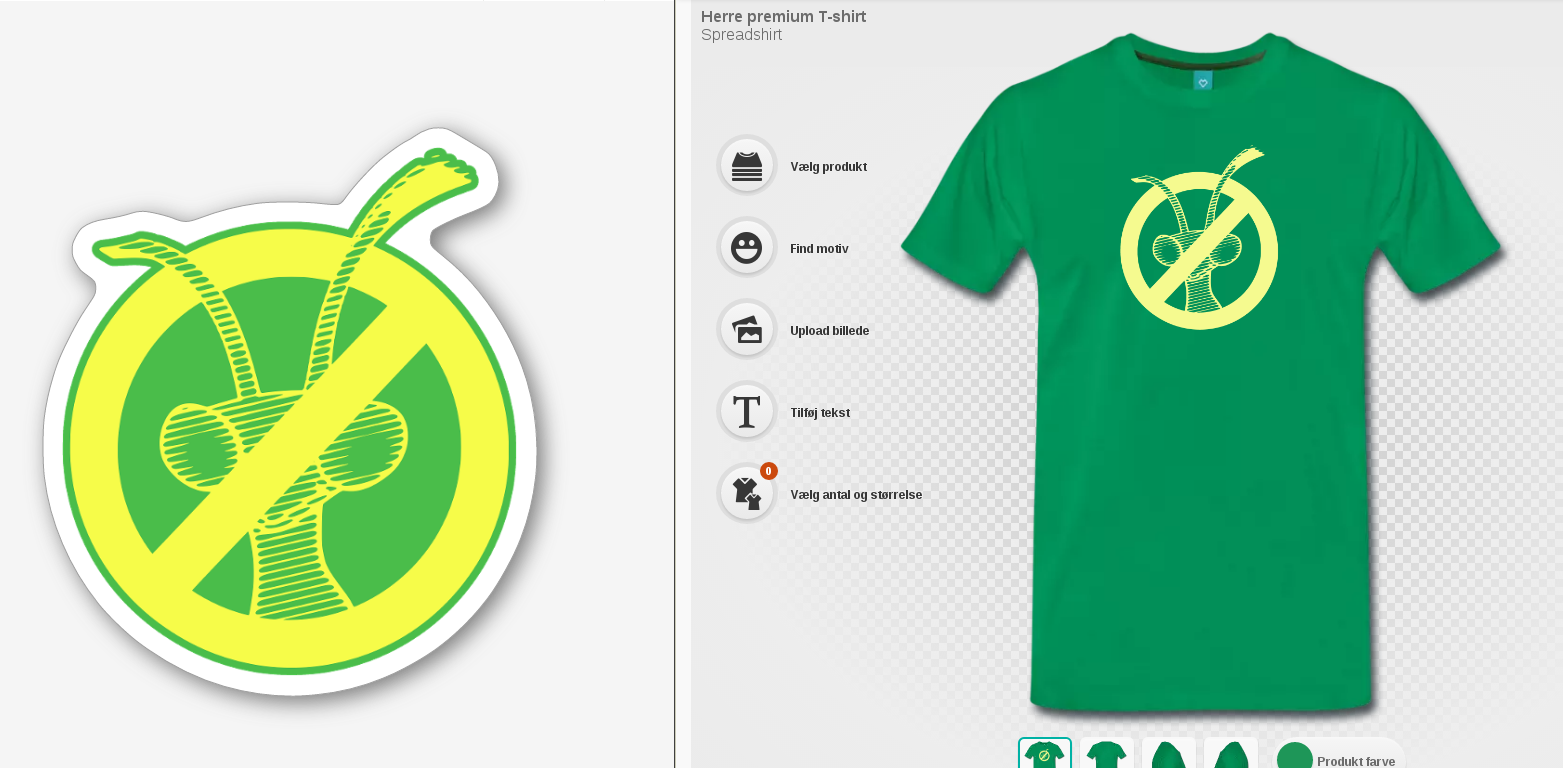 Herre premium T-shirt
Spreadshirt
Vælg produkt
Find motiv
Upload billede
T
Tilføj tekst
0
Vælg antal og størrelse
Produkt farve